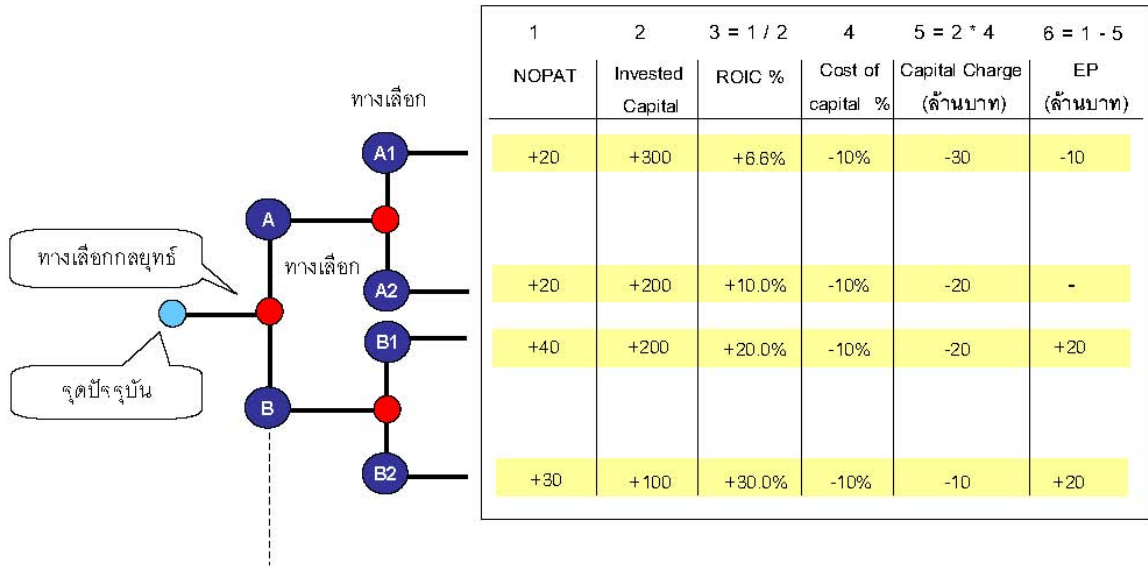 1 2 3 = 1 / 2 4 5 = 2 * 4 6 = 1 - 5
NOPAT Invested Capital ROIC % Cost of capital % Capital Charge (ล้านบาท) EP (ล้านบาท)
ทางเลือก
A1 +20 +300 +6.6% -10% -30 -10
A
ทางเลือกกลยุทธ์
ทางเลือก
A2 +20 +200 +10.0% -10% -20 -
B1 +40 +200 +20.0% -10% -20 +20
จุดปัจจุบัน
B
B2 +30 +100 +30.0% -10% -10 +20